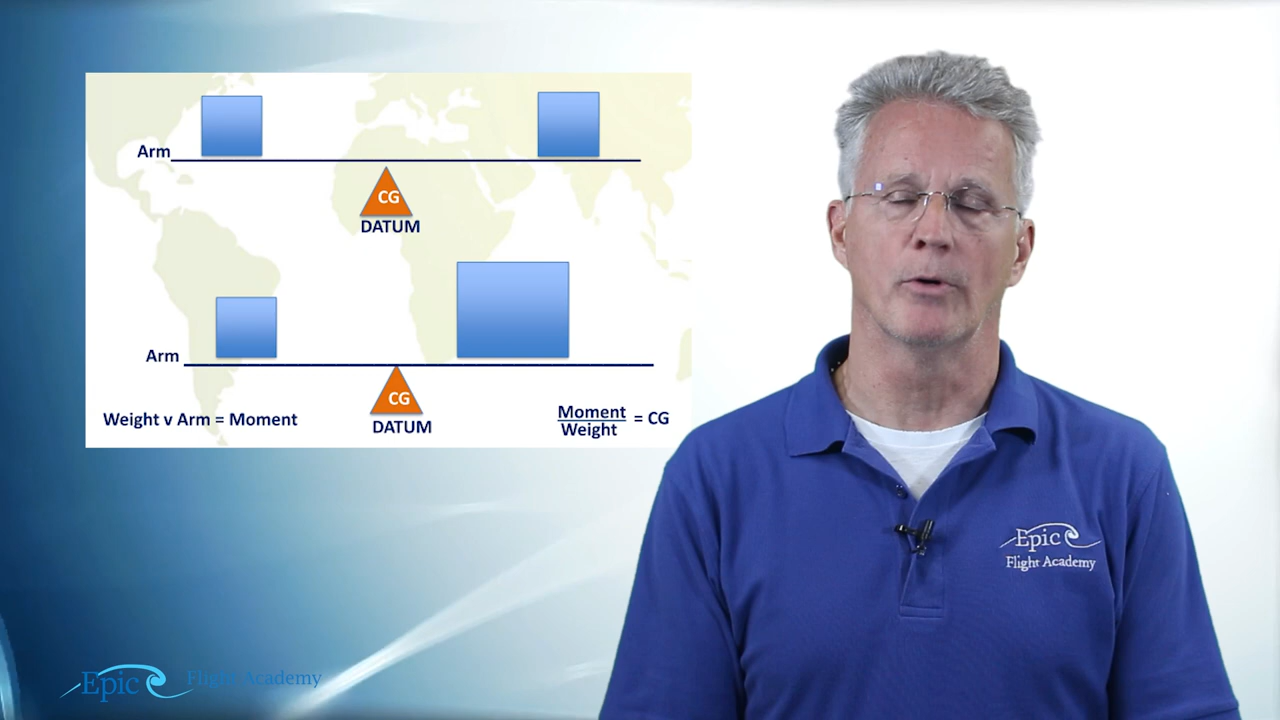 Arm
CG
DATUM
Arm
CG
DATUM
Weight v Arm = Moment
Moment
Weight
= CG
Epic
Flight Academy
Epic Flight Academy